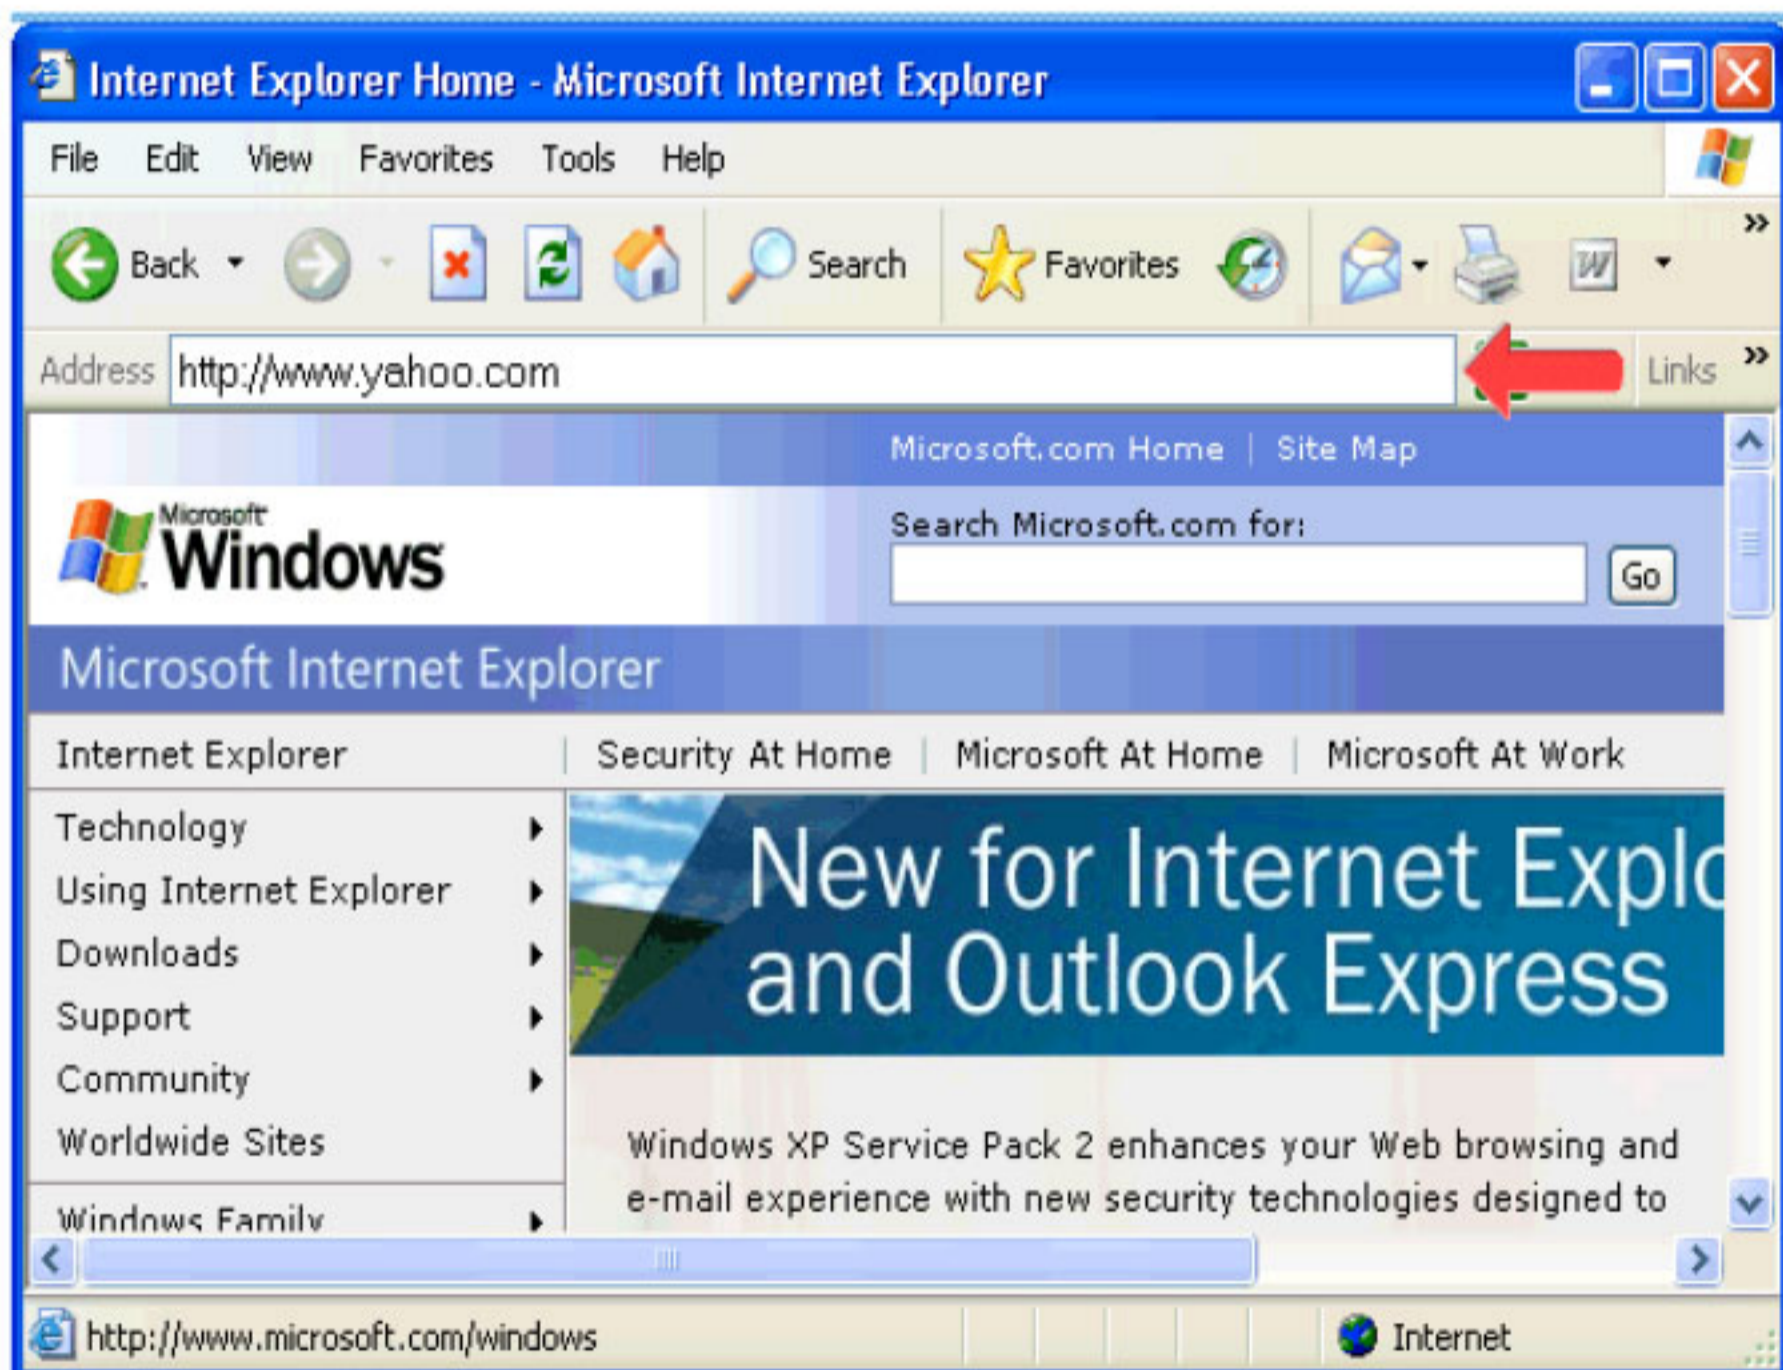 Internet Explorer Home - Microsoft Internet Explorer
File Edit View Favorites Tools Help
Back Search Favorites W »
Address http://www.yahoo.com Links »
Microsoft.com Home | Site Map
Microsoft
Windows
Search Microsoft.com for:
Go
Microsoft Internet Explorer
Internet Explorer | Security At Home | Microsoft At Home | Microsoft At Work
Technology
Using Internet Explorer
Downloads
Support
Community
Worldwide Sites
Windows Family
New for Internet Explo
and Outlook Express
Windows XP Service Pack 2 enhances your Web browsing and
e-mail experience with new security technologies designed to
http://www.microsoft.com/windows Internet